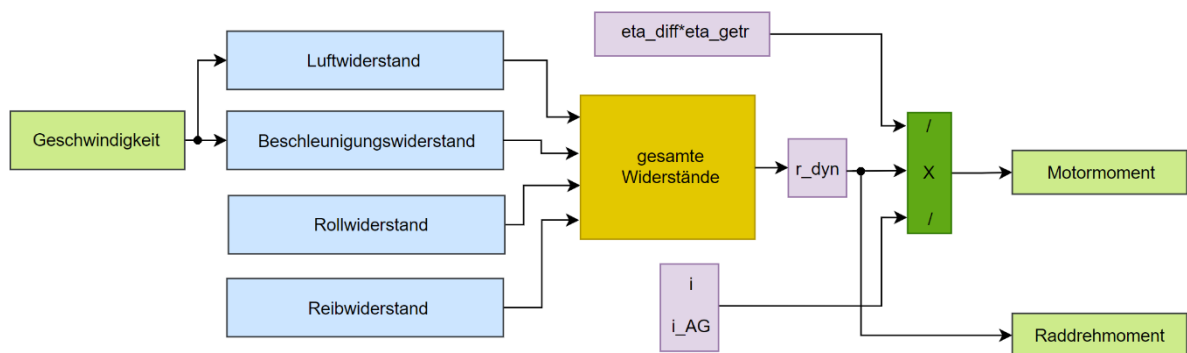 eta_diff*eta_getr
Luftwiderstand
Geschwindigkeit
Beschleunigungswiderstand
gesamte
Widerstände
r_dyn
/
X
/
Motormoment
Rollwiderstand
Reibwiderstand
i
i_AG
Raddrehmoment